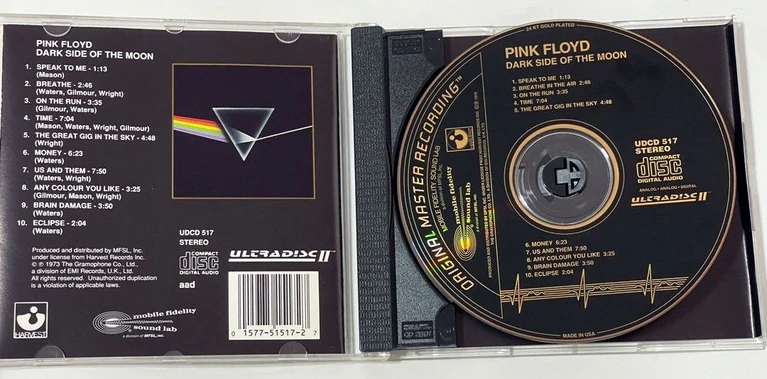 PINK FLOYD
DARK SIDE OF THE MOON
1. SPEAK TO ME - 1:13
(Mason)
2. BREATHE - 2:46
(Waters, Gilmour, Wright)
3. ON THE RUN - 3:35
(Gilmour, Waters)
4. TIME - 7:04
(Mason, Waters, Wright, Gilmour)
5. THE GREAT GIG IN THE SKY - 4:48
(Wright)
6. MONEY - 6:23
(Waters)
7. US AND THEM - 7:50
(Waters, Wright)
8. ANY COLOUR YOU LIKE - 3:25
(Gilmour, Mason, Wright)
9. BRAIN DAMAGE - 3:50
(Waters)
10. ECLIPSE - 2:04
(Waters)
Produced and distributed by MFSL, Inc.
under license from Harvest Records Inc.
© ℗ 1973 The Gramophone Co., Ltd.,
a division of EMI Records, U.K., Ltd.
All rights reserved. Unauthorized duplication
is a violation of applicable laws.
HARVEST
UDCD 517
STEREO
COMPACT
disc
DIGITAL AUDIO
aad
ULTRADISC II™
mobile fidelity
sound lab
a division of MFSL, inc.
0 1577-51517-2 7
24 KT GOLD PLATED
PINK FLOYD
DARK SIDE OF THE MOON
1. SPEAK TO ME 1:13
2. BREATHE IN THE AIR 2:46
3. ON THE RUN 3:35
4. TIME 7:04
5. THE GREAT GIG IN THE SKY 4:48
ORIGINAL MASTER RECORDING™
MOBILE FIDELITY SOUND LAB
mobile fidelity
sound lab
UDCD 517
STEREO
COMPACT
disc
DIGITAL AUDIO
ANALOG • ANALOG • DIGITAL
ULTRADISC II™
6. MONEY 6:23
7. US AND THEM 7:50
8. ANY COLOUR YOU LIKE 3:25
9. BRAIN DAMAGE 3:50
10. ECLIPSE 2:04
MADE IN USA